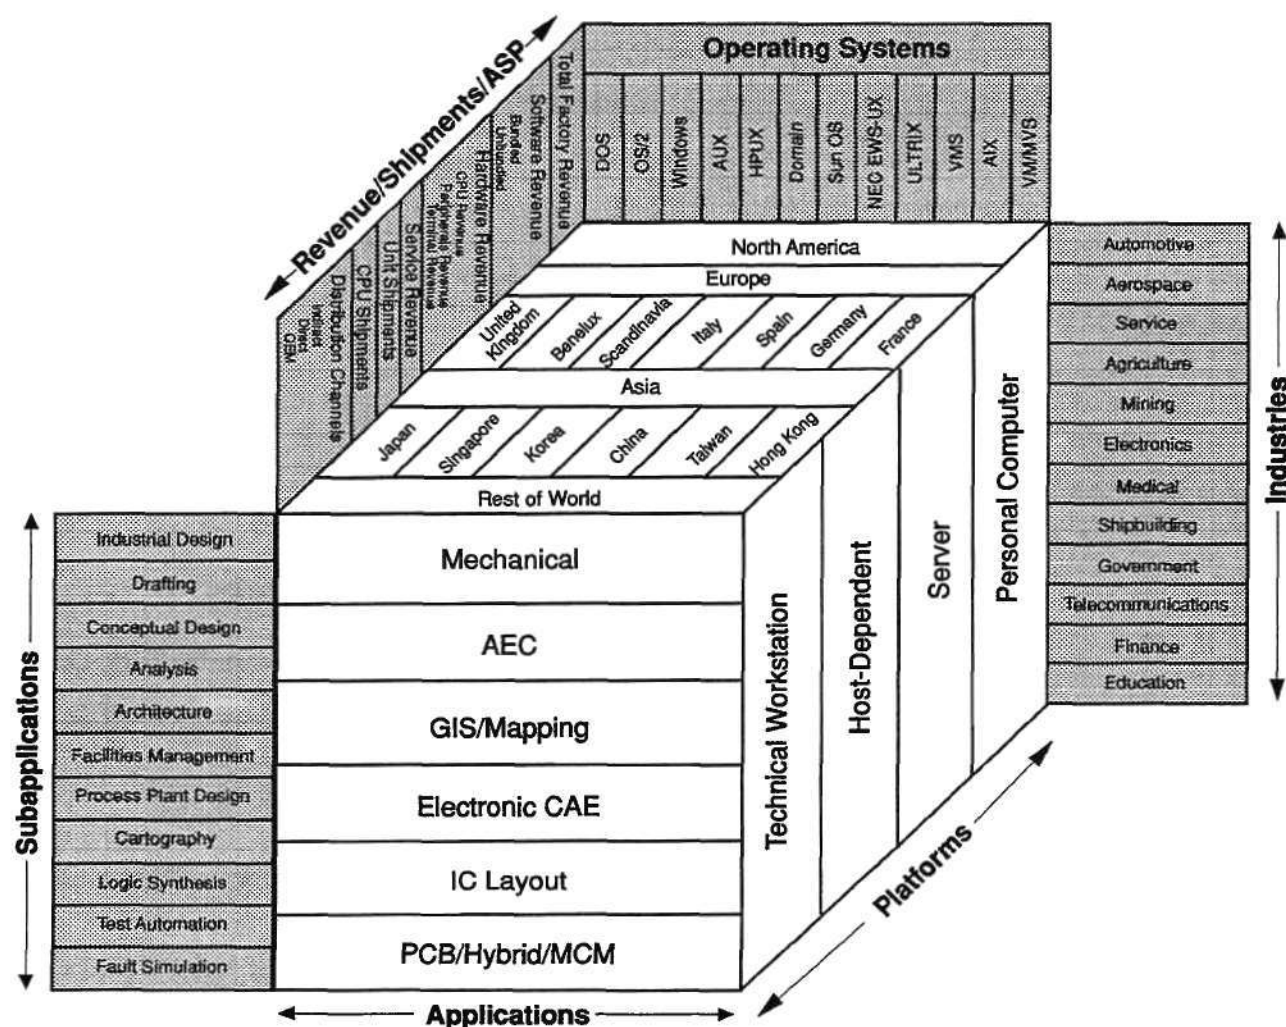 Operating Systems
DOS
OS/2
Windows
AUX
HPUX
Domain
Sun OS
NEC EWS-UX
ULTRIX
VMS
AIX
VM/MVS
Revenue/Shipments/ASP
Total Factory Revenue
Software Revenue
Bundled
Unbundled
Hardware Revenue
CPU Revenue
Peripherals Revenue
Terminal Revenue
Service Revenue
Unit Shipments
CPU Shipments
Distribution Channels
Indirect
Direct
OEM
North America
Europe
United
Kingdom
Benelux
Scandinavia
Italy
Spain
Germany
France
Asia
Japan
Singapore
Korea
China
Taiwan
Hong Kong
Rest of World
Subapplications
Industrial Design
Drafting
Conceptual Design
Analysis
Architecture
Facilities Management
Process Plant Design
Cartography
Logic Synthesis
Test Automation
Fault Simulation
Mechanical
AEC
GIS/Mapping
Electronic CAE
IC Layout
PCB/Hybrid/MCM
Applications
Technical Workstation
Host-Dependent
Server
Personal Computer
Platforms
Automotive
Aerospace
Service
Agriculture
Mining
Electronics
Medical
Shipbuilding
Government
Telecommunications
Finance
Education
Industries